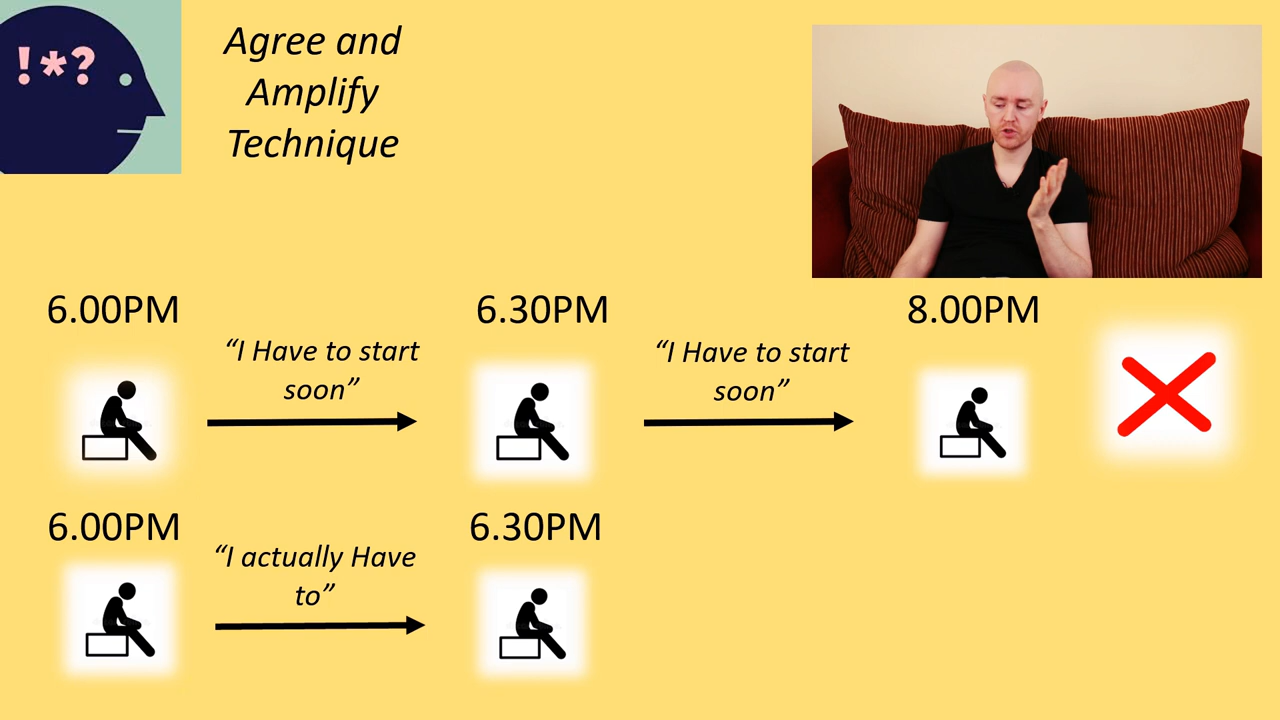 !*?
Agree and
Amplify
Technique
6.00PM
6.30PM
8.00PM
“I Have to start
soon”
“I Have to start
soon”
6.00PM
6.30PM
“I actually Have
to”